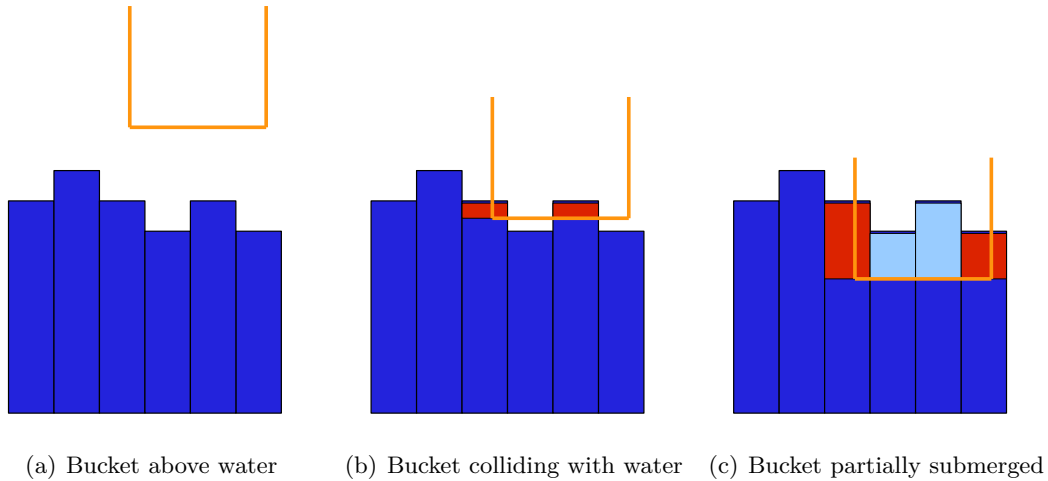 (a) Bucket above water
(b) Bucket colliding with water
(c) Bucket partially submerged